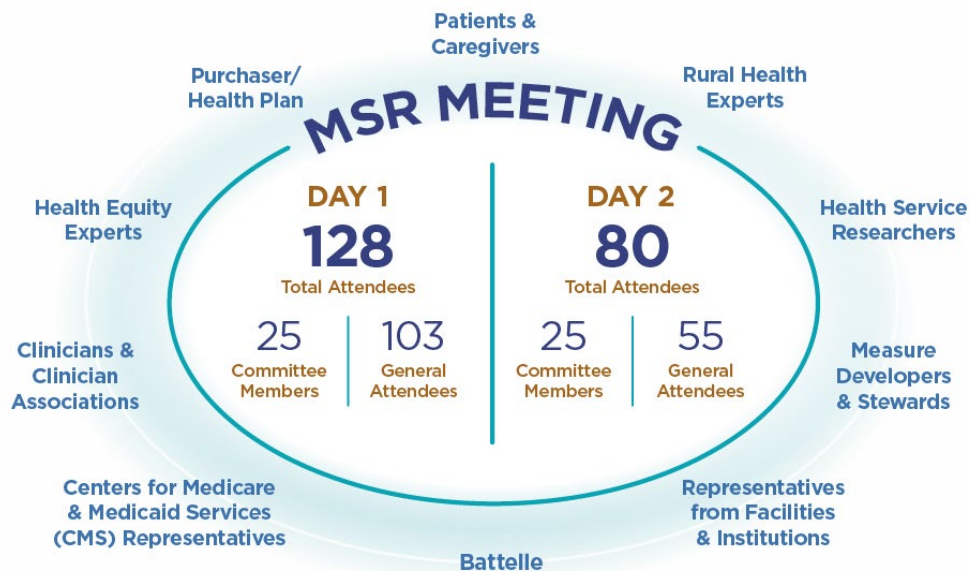 Patients &
Caregivers
Purchaser/
Health Plan
Rural Health
Experts
MSR MEETING
Health Equity
Experts
DAY 1
128
Total Attendees
25
Committee
Members
103
General
Attendees
DAY 2
80
Total Attendees
25
Committee
Members
55
General
Attendees
Health Service
Researchers
Clinicians &
Clinician
Associations
Measure
Developers
& Stewards
Centers for Medicare
& Medicaid Services
(CMS) Representatives
Battelle
Representatives
from Facilities
& Institutions